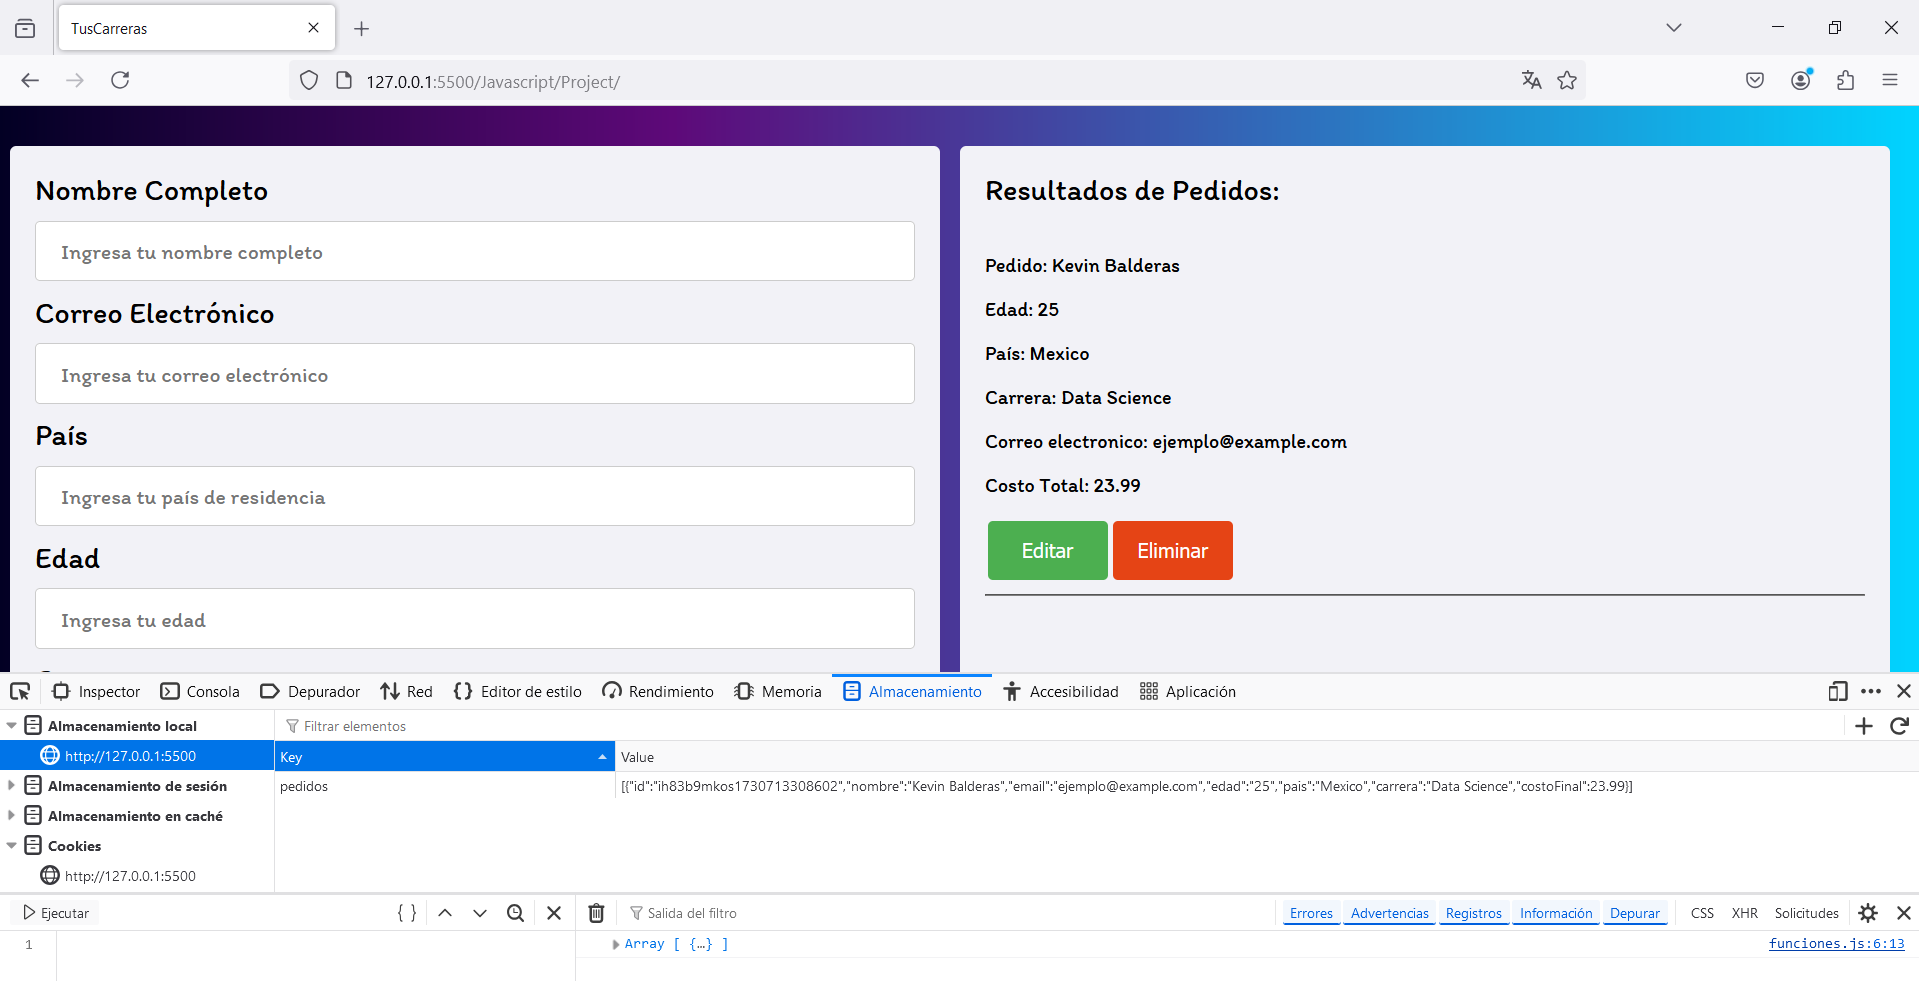 TusCarreras
127.0.0.1:5500/Javascript/Project/
Nombre Completo
Ingresa tu nombre completo
Correo Electrónico
Ingresa tu correo electrónico
País
Ingresa tu país de residencia
Edad
Ingresa tu edad
Resultados de Pedidos:
Pedido: Kevin Balderas
Edad: 25
País: Mexico
Carrera: Data Science
Correo electronico: ejemplo@example.com
Costo Total: 23.99
Editar Eliminar
Inspector Consola Depurador Red Editor de estilo Rendimiento Memoria Almacenamiento Accesibilidad Aplicación
Almacenamiento local
http://127.0.0.1:5500
Almacenamiento de sesión
Almacenamiento en caché
Cookies
http://127.0.0.1:5500
Filtrar elementos
Key Value
pedidos [{"id":"ih83b9mkos1730713308602","nombre":"Kevin Balderas","email":"ejemplo@example.com","edad":"25","pais":"Mexico","carrera":"Data Science","costoFinal":23.99}]
Ejecutar
1
Salida del filtro
Errores Advertencias Registros Información Depurar CSS XHR Solicitudes
Array [ {…} ] funciones.js:6:13